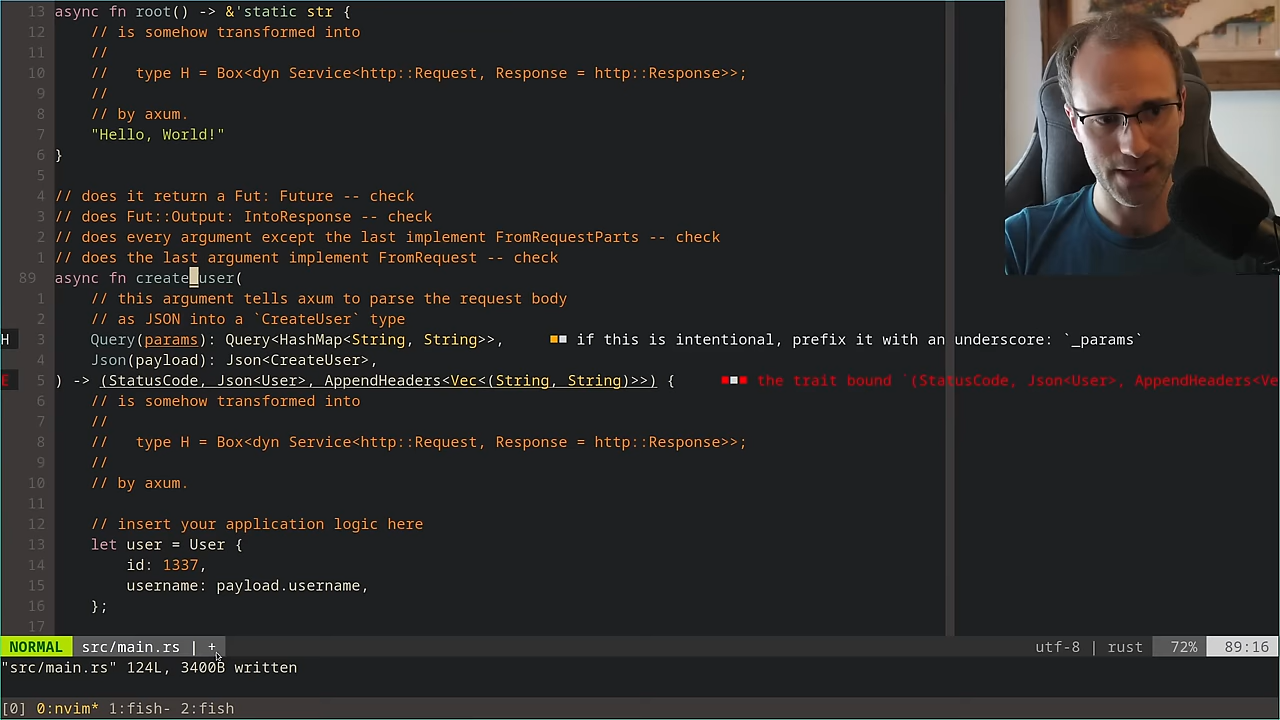 13 async fn root() -> &'static str {
12 // is somehow transformed into
11 //
10 //   type H = Box<dyn Service<http::Request, Response = http::Response>>;
9 //
8 // by axum.
7 "Hello, World!"
6 }
5
4 // does it return a Fut: Future -- check
3 // does Fut::Output: IntoResponse -- check
2 // does every argument except the last implement FromRequestParts -- check
1 // does the last argument implement FromRequest -- check
89 async fn create_user(
1 // this argument tells axum to parse the request body
2 // as JSON into a `CreateUser` type
H 3 Query(params): Query<HashMap<String, String>>, if this is intentional, prefix it with an underscore: `_params`
4 Json(payload): Json<CreateUser>,
E 5 ) -> (StatusCode, Json<User>, AppendHeaders<Vec<(String, String)>>) { the trait bound `(StatusCode, Json<User>, AppendHeaders<Ve
6 // is somehow transformed into
7 //
8 //   type H = Box<dyn Service<http::Request, Response = http::Response>>;
9 //
10 // by axum.
11
12 // insert your application logic here
13 let user = User {
14 id: 1337,
15 username: payload.username,
16 };
17
NORMAL src/main.rs | + utf-8 | rust 72% 89:16
"src/main.rs" 124L, 3400B written
[0] 0:nvim* 1:fish- 2:fish